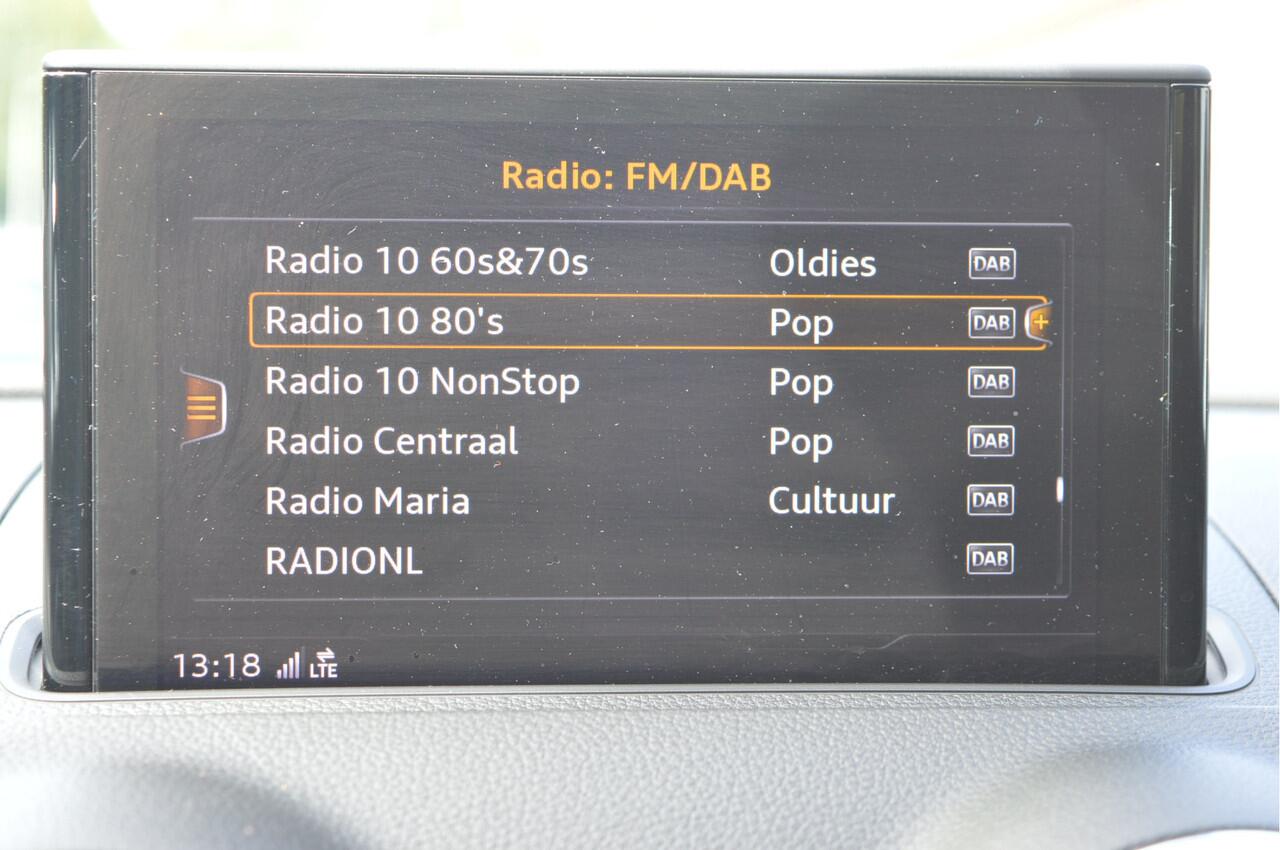 Radio: FM/DAB
Radio 10 60s&70s Oldies DAB
Radio 10 80's Pop DAB +
Radio 10 NonStop Pop DAB
Radio Centraal Pop DAB
Radio Maria Cultuur DAB
RADIONL DAB
13:18 LTE